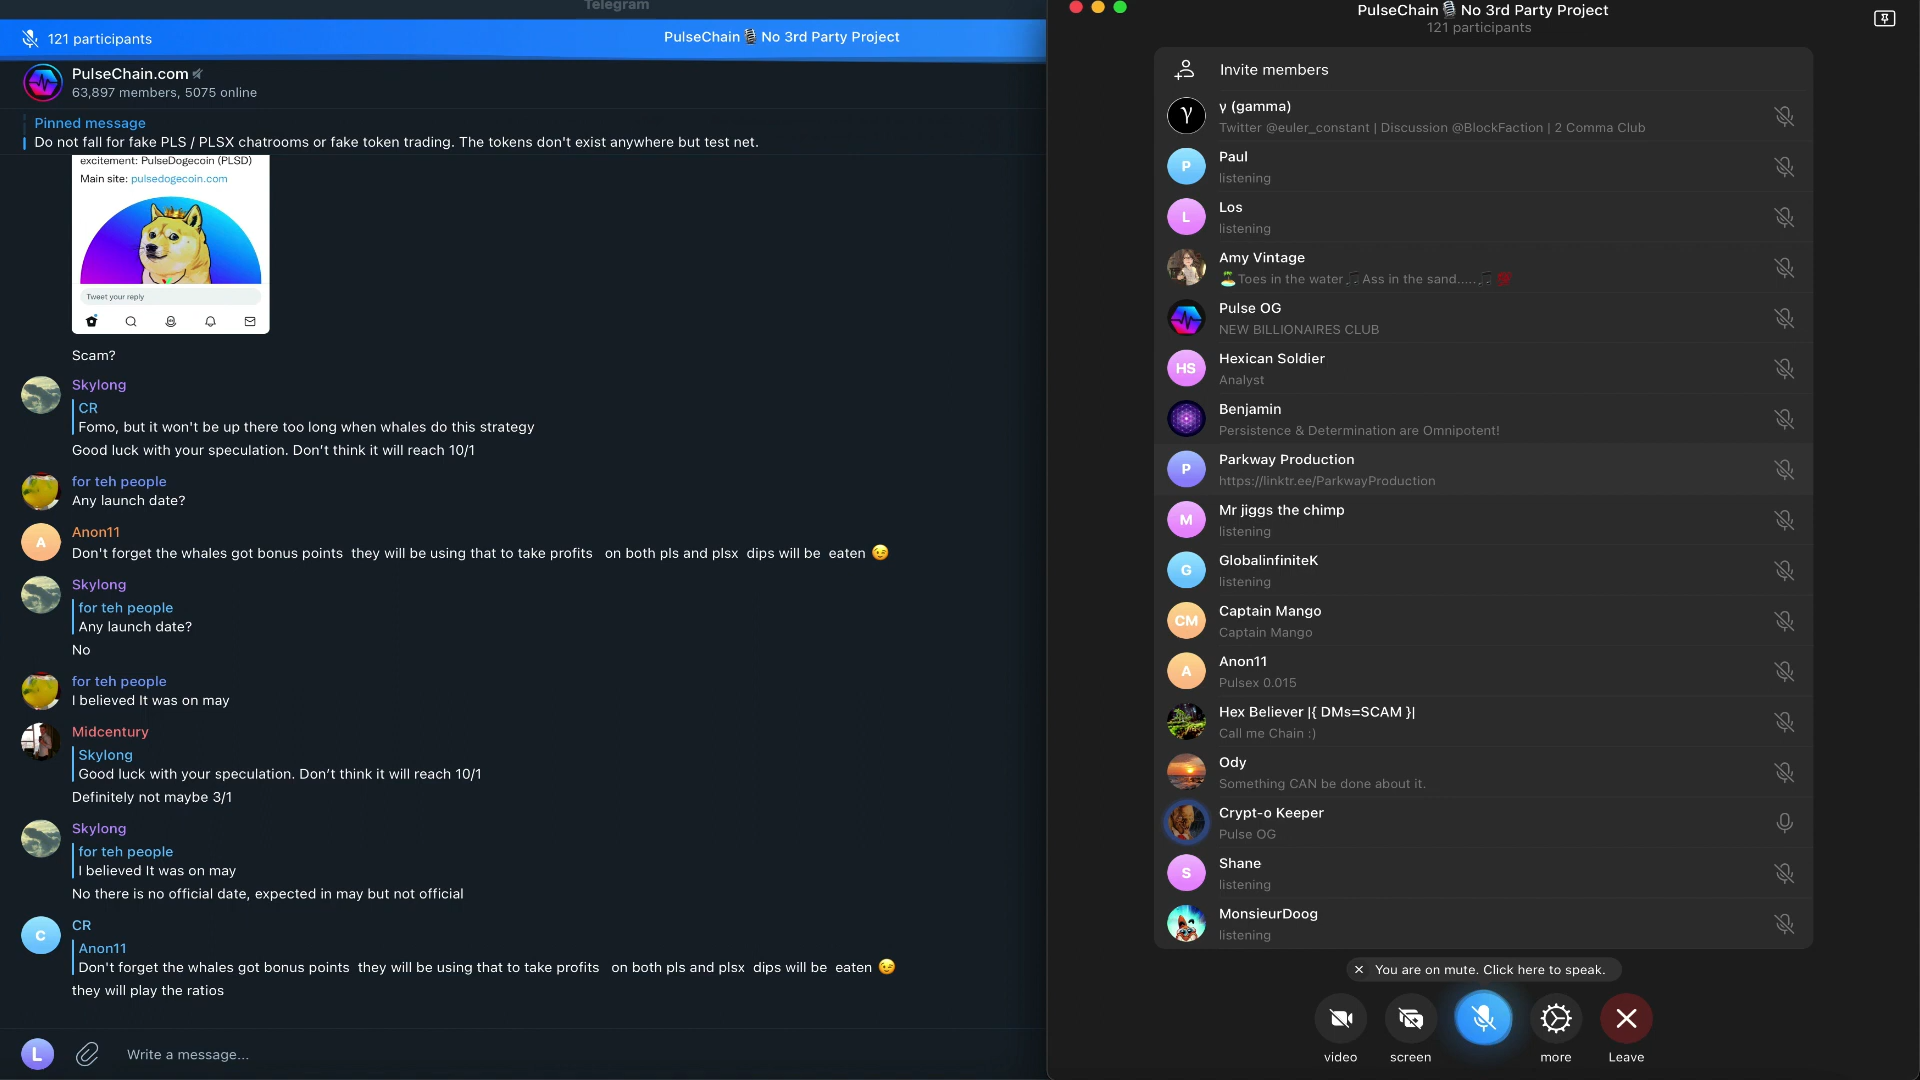 Telegram
121 participants
PulseChain🎙️No 3rd Party Project
PulseChain.com
63,897 members, 5075 online
Pinned message
Do not fall for fake PLS / PLSX chatrooms or fake token trading. The tokens don't exist anywhere but test net.
excitement: PulseDogecoin (PLSD)
Main site: pulsedogecoin.com
Tweet your reply
Scam?
Skylong
CR
Fomo, but it won't be up there too long when whales do this strategy
Good luck with your speculation. Don't think it will reach 10/1
for teh people
Any launch date?
A
Anon11
Don't forget the whales got bonus points  they will be using that to take profits   on both pls and plsx  dips will be  eaten 😉
Skylong
for teh people
Any launch date?
No
for teh people
I believed It was on may
Midcentury
Skylong
Good luck with your speculation. Don't think it will reach 10/1
Definitely not maybe 3/1
Skylong
for teh people
I believed It was on may
No there is no official date, expected in may but not official
C
CR
Anon11
Don't forget the whales got bonus points  they will be using that to take profits   on both pls and plsx  dips will be  eaten 😉
they will play the ratios
L
Write a message...
PulseChain🎙️No 3rd Party Project
121 participants
Invite members
γ
γ (gamma)
Twitter @euler_constant | Discussion @BlockFaction | 2 Comma Club
P
Paul
listening
L
Los
listening
Amy Vintage
🏝️Toes in the water🎵Ass in the sand.....🎵 💯
Pulse OG
NEW BILLIONAIRES CLUB
HS
Hexican Soldier
Analyst
Benjamin
Persistence & Determination are Omnipotent!
P
Parkway Production
https://linktr.ee/ParkwayProduction
M
Mr jiggs the chimp
listening
G
GlobalinfiniteK
listening
CM
Captain Mango
Captain Mango
A
Anon11
Pulsex 0.015
Hex Believer |{ DMs=SCAM }|
Call me Chain :)
Ody
Something CAN be done about it.
Crypt-o Keeper
Pulse OG
S
Shane
listening
MonsieurDoog
listening
You are on mute. Click here to speak.
video
screen
more
Leave